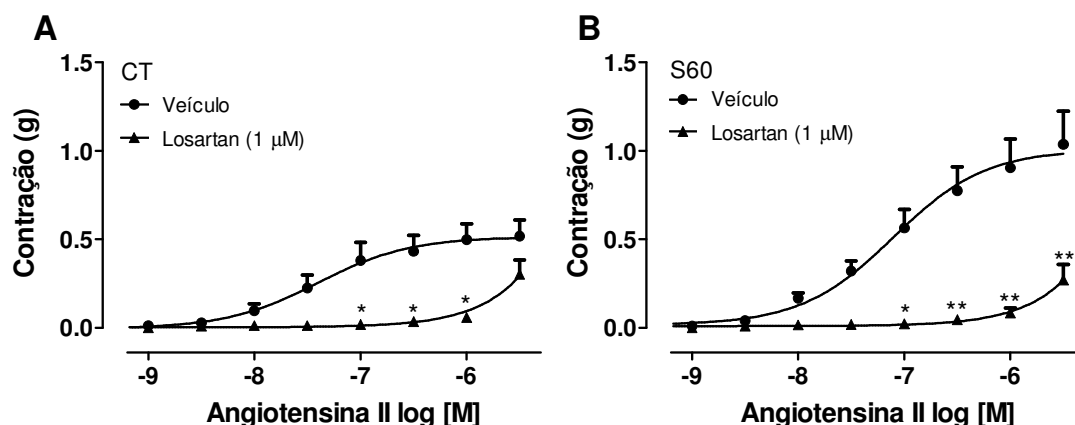 A
CT
Veículo
Losartan (1 μM)
Contração (g)
1.5
1.0
0.5
0.0
* * *
-9 -8 -7 -6
Angiotensina II log [M]
B
S60
Veículo
Losartan (1 μM)
Contração (g)
1.5
1.0
0.5
0.0
* ** ** **
-9 -8 -7 -6
Angiotensina II log [M]